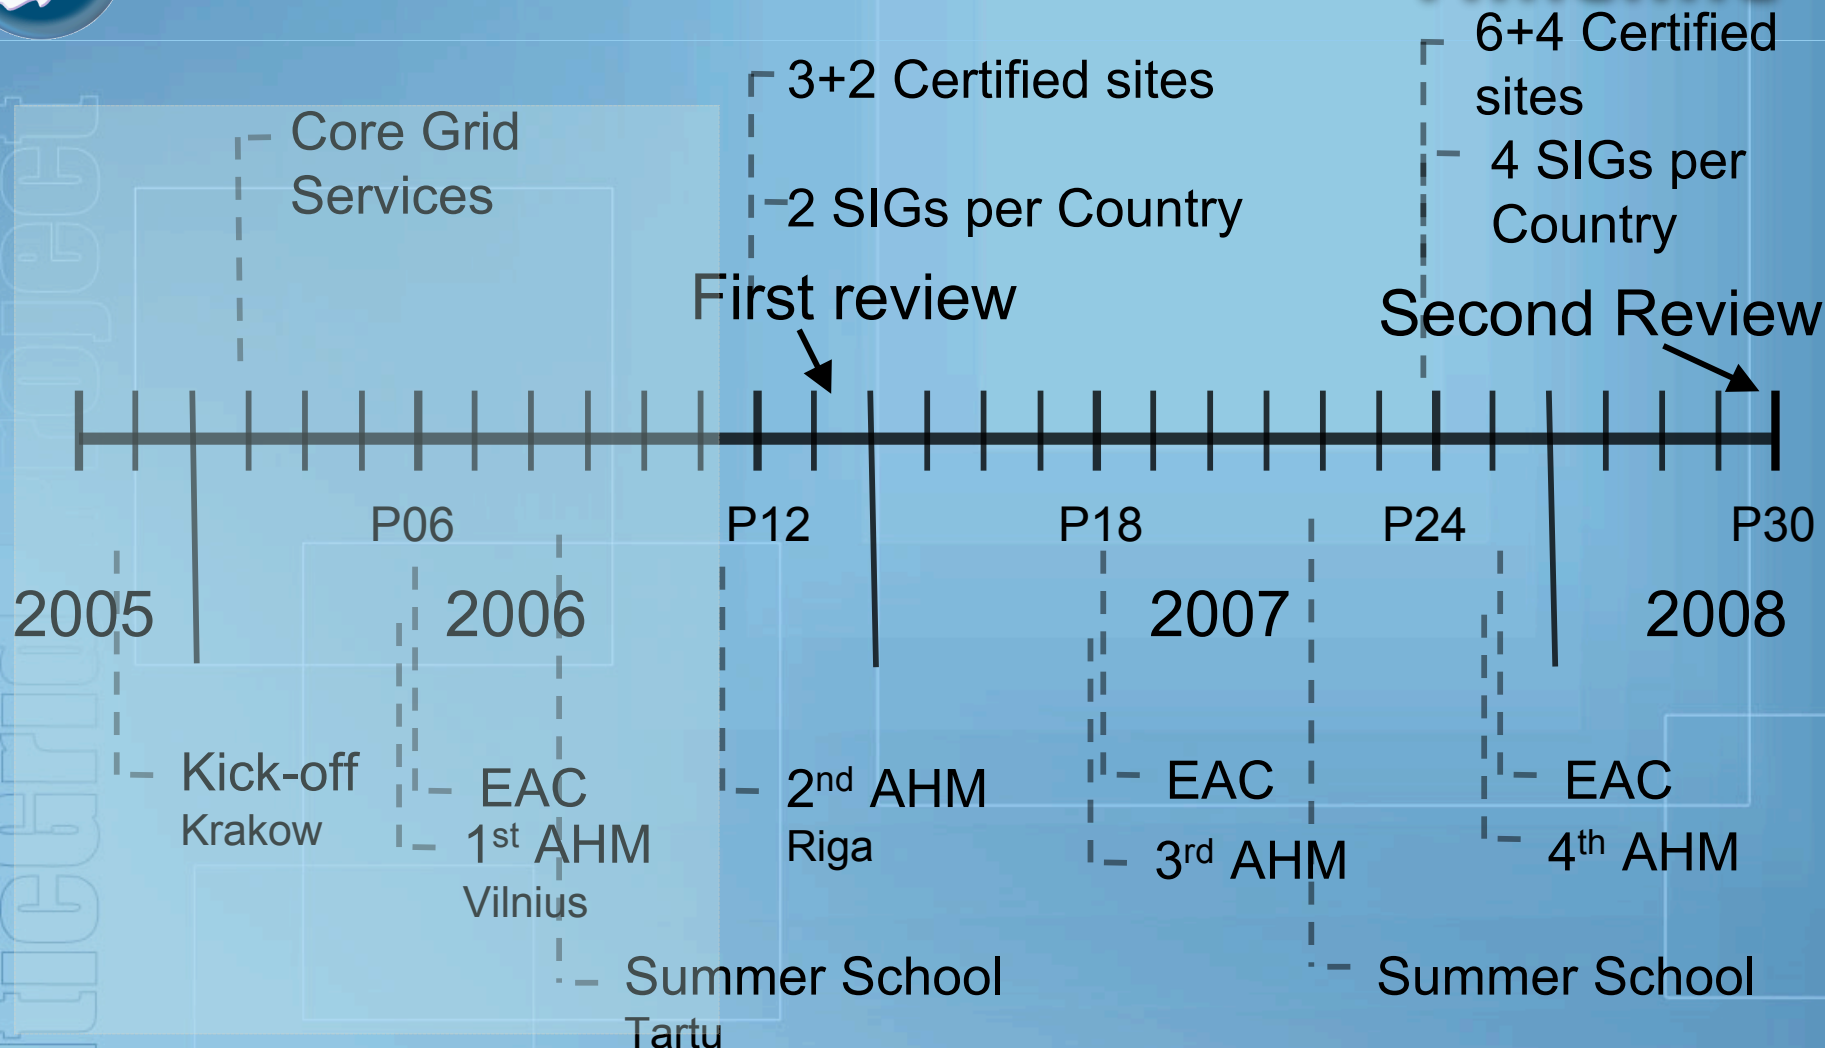 6+4 Certified
sites
3+2 Certified sites
Core Grid
Services
4 SIGs per
Country
2 SIGs per Country
First review
Second Review
P06
P12
P18
P24
P30
2005
2006
2007
2008
Kick-off
Krakow
EAC
1st AHM
Vilnius
2nd AHM
Riga
EAC
3rd AHM
EAC
4th AHM
Summer School
Tartu
Summer School